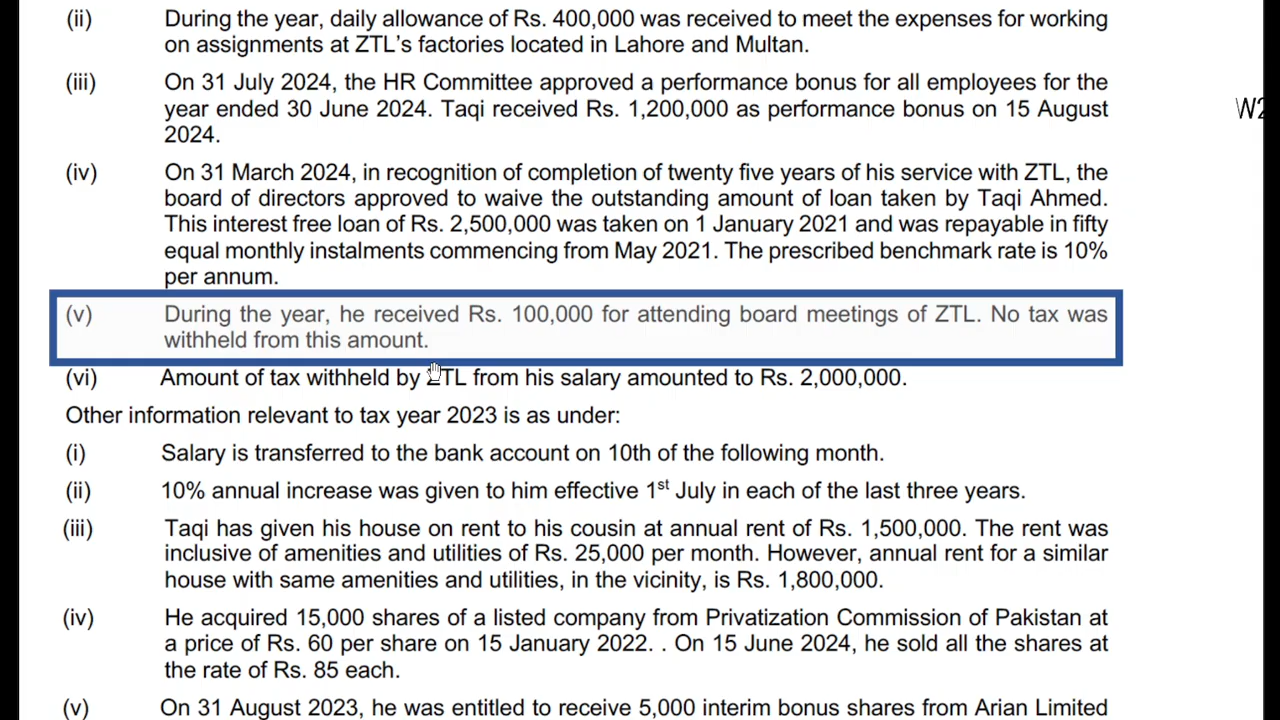 (ii) During the year, daily allowance of Rs. 400,000 was received to meet the expenses for working
on assignments at ZTL's factories located in Lahore and Multan.
(iii) On 31 July 2024, the HR Committee approved a performance bonus for all employees for the
year ended 30 June 2024. Taqi received Rs. 1,200,000 as performance bonus on 15 August
2024.
(iv) On 31 March 2024, in recognition of completion of twenty five years of his service with ZTL, the
board of directors approved to waive the outstanding amount of loan taken by Taqi Ahmed.
This interest free loan of Rs. 2,500,000 was taken on 1 January 2021 and was repayable in fifty
equal monthly instalments commencing from May 2021. The prescribed benchmark rate is 10%
per annum.
(v) During the year, he received Rs. 100,000 for attending board meetings of ZTL. No tax was
withheld from this amount.
(vi) Amount of tax withheld by ZTL from his salary amounted to Rs. 2,000,000.
Other information relevant to tax year 2023 is as under:
(i) Salary is transferred to the bank account on 10th of the following month.
(ii) 10% annual increase was given to him effective 1st July in each of the last three years.
(iii) Taqi has given his house on rent to his cousin at annual rent of Rs. 1,500,000. The rent was
inclusive of amenities and utilities of Rs. 25,000 per month. However, annual rent for a similar
house with same amenities and utilities, in the vicinity, is Rs. 1,800,000.
(iv) He acquired 15,000 shares of a listed company from Privatization Commission of Pakistan at
a price of Rs. 60 per share on 15 January 2022. . On 15 June 2024, he sold all the shares at
the rate of Rs. 85 each.
(v) On 31 August 2023, he was entitled to receive 5,000 interim bonus shares from Arian Limited